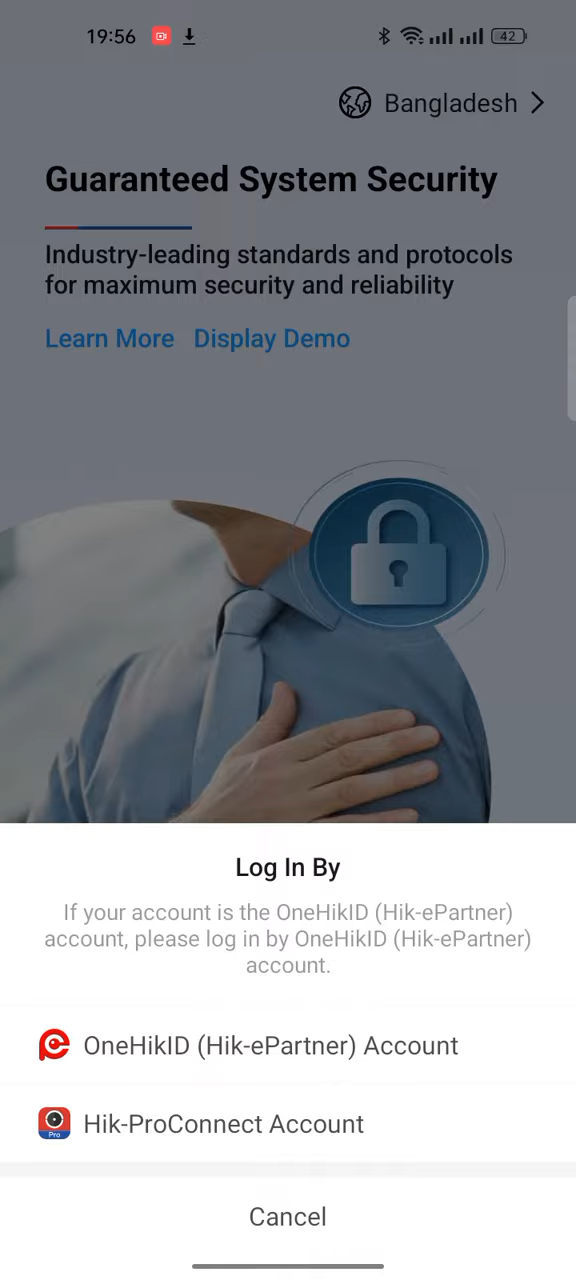 19:56
42
Bangladesh
Guaranteed System Security
Industry-leading standards and protocols
for maximum security and reliability
Learn More Display Demo
Log In By
If your account is the OneHikID (Hik-ePartner)
account, please log in by OneHikID (Hik-ePartner)
account.
OneHikID (Hik-ePartner) Account
Pro
Hik-ProConnect Account
Cancel